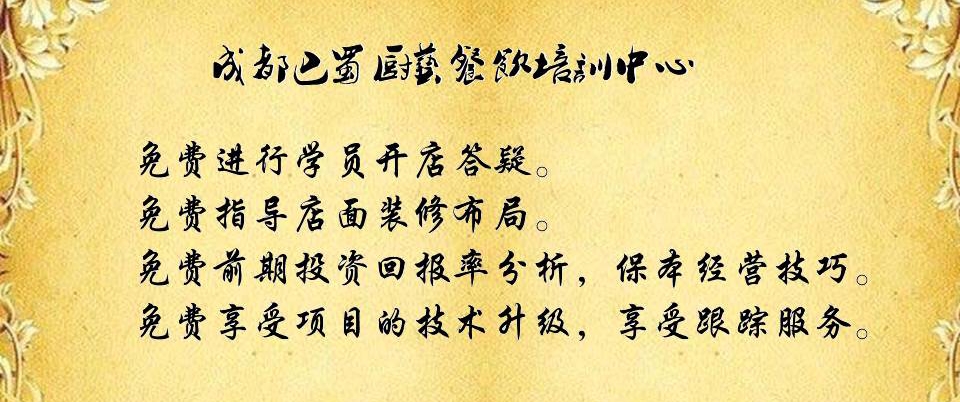 成都巴蜀厨艺餐饮培训中心
免费进行学员开店答疑。
免费指导店面装修布局。
免费前期投资回报率分析，保本经营技巧。
免费享受项目的技术升级，享受跟踪服务。